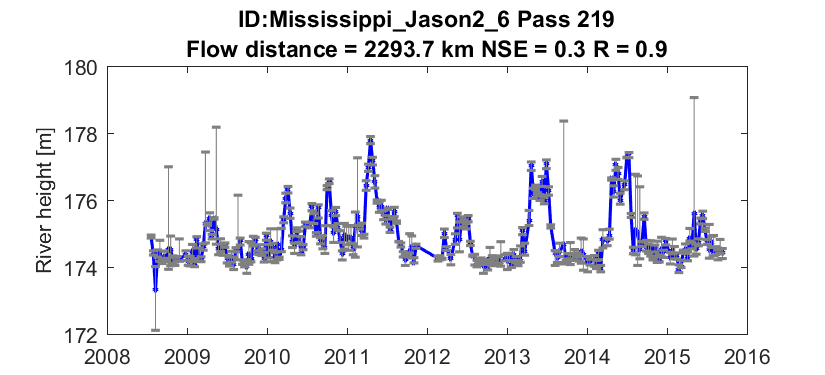 ID:Mississippi_Jason2_6 Pass 219
Flow distance = 2293.7 km NSE = 0.3 R = 0.9
180
178
176
174
172
River height [m]
2008 2009 2010 2011 2012 2013 2014 2015 2016